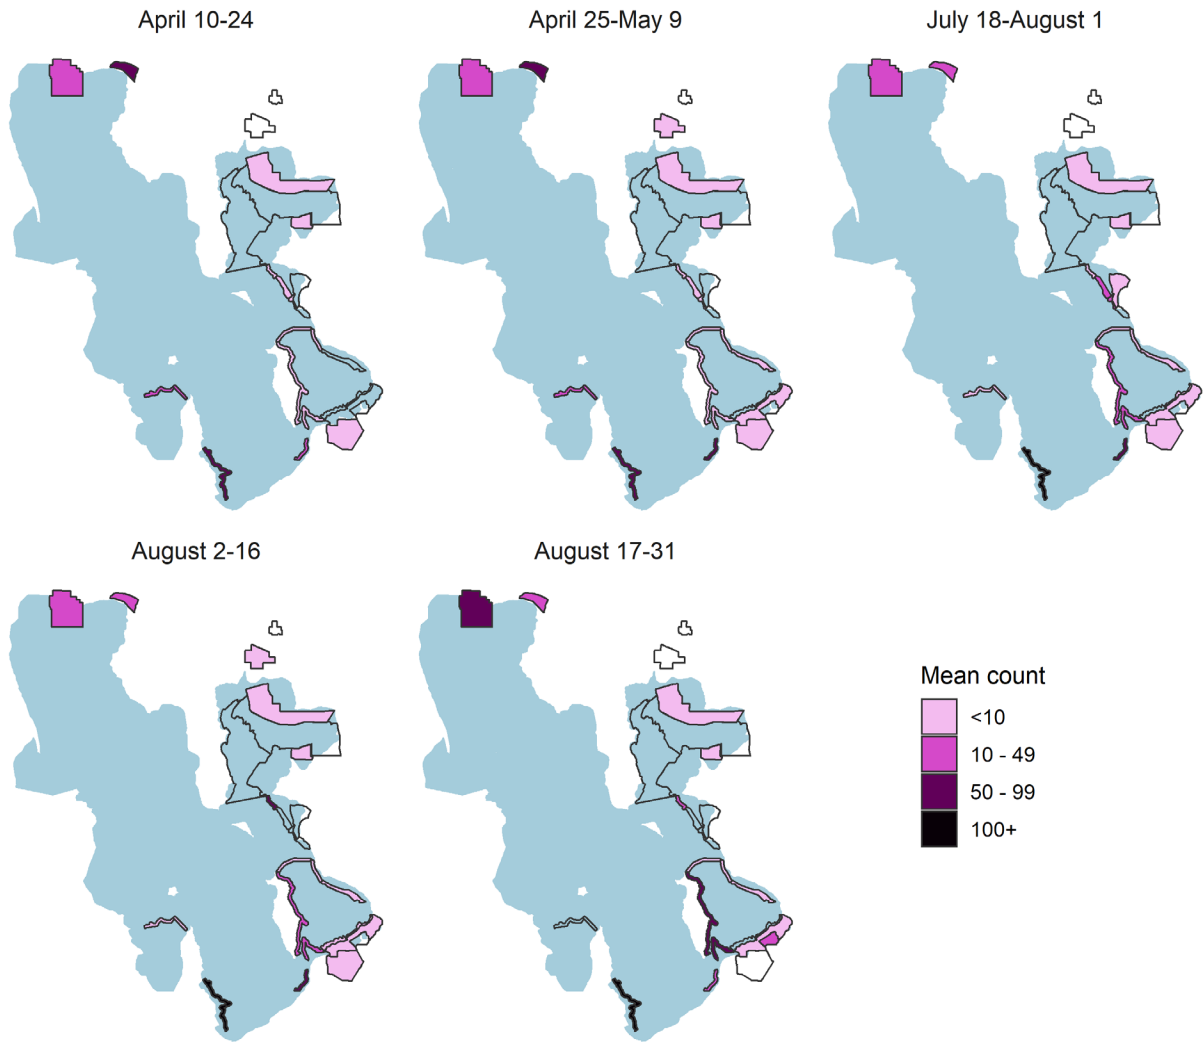 April 10-24
April 25-May 9
July 18-August 1
August 2-16
August 17-31
Mean count
<10
10 - 49
50 - 99
100+